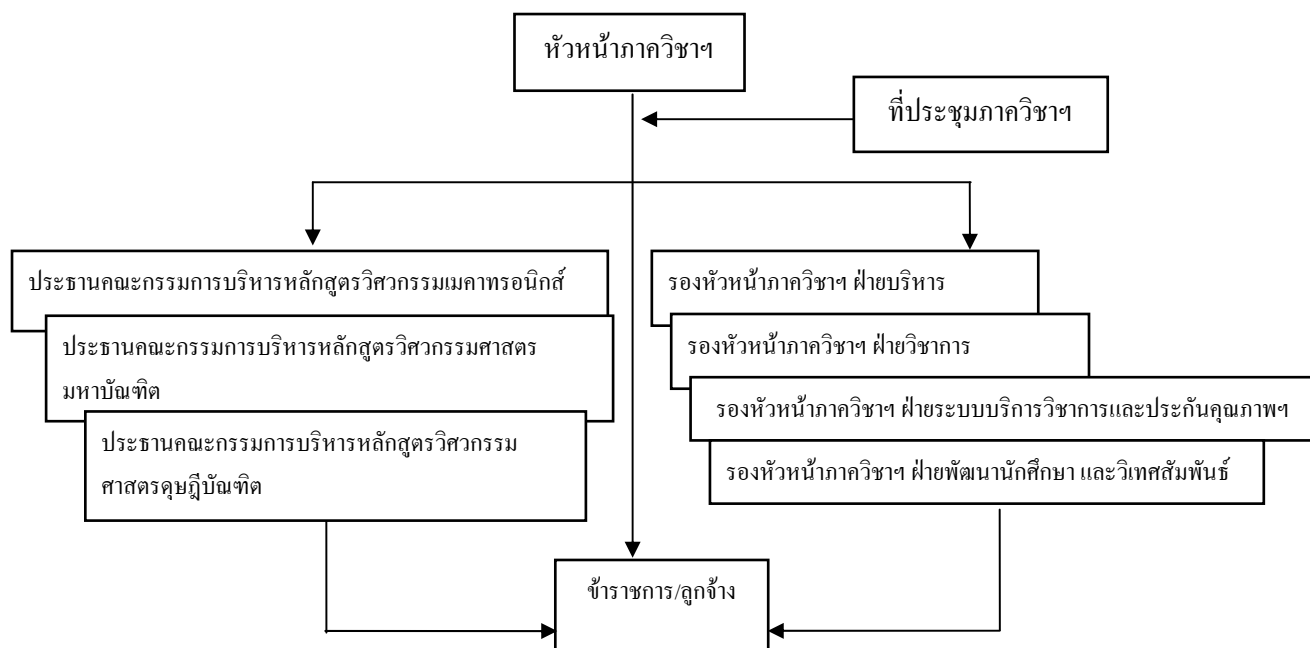 หัวหน้าภาควิชาฯ
ที่ประชุมภาควิชาฯ
ประธานคณะกรรมการบริหารหลักสูตรวิศวกรรมเมคาทรอนิกส์
ประธานคณะกรรมการบริหารหลักสูตรวิศวกรรมศาสตร
มหาบัณฑิต
ประธานคณะกรรมการบริหารหลักสูตรวิศวกรรม
ศาสตรดุษฎีบัณฑิต
รองหัวหน้าภาควิชาฯ ฝ่ายบริหาร
รองหัวหน้าภาควิชาฯ ฝ่ายวิชาการ
รองหัวหน้าภาควิชาฯ ฝ่ายระบบบริการวิชาการและประกันคุณภาพฯ
รองหัวหน้าภาควิชาฯ ฝ่ายพัฒนานักศึกษา และวิเทศสัมพันธ์
ข้าราชการ/ลูกจ้าง